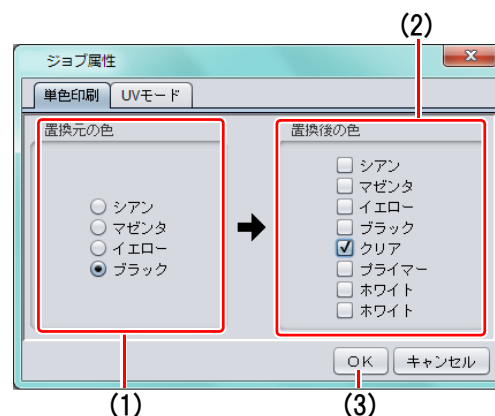 (2)
ジョブ属性
単色印刷 UVモード
置換元の色
シアン
マゼンタ
イエロー
ブラック
置換後の色
シアン
マゼンタ
イエロー
ブラック
クリア
プライマー
ホワイト
ホワイト
OK キャンセル
(1) (3)